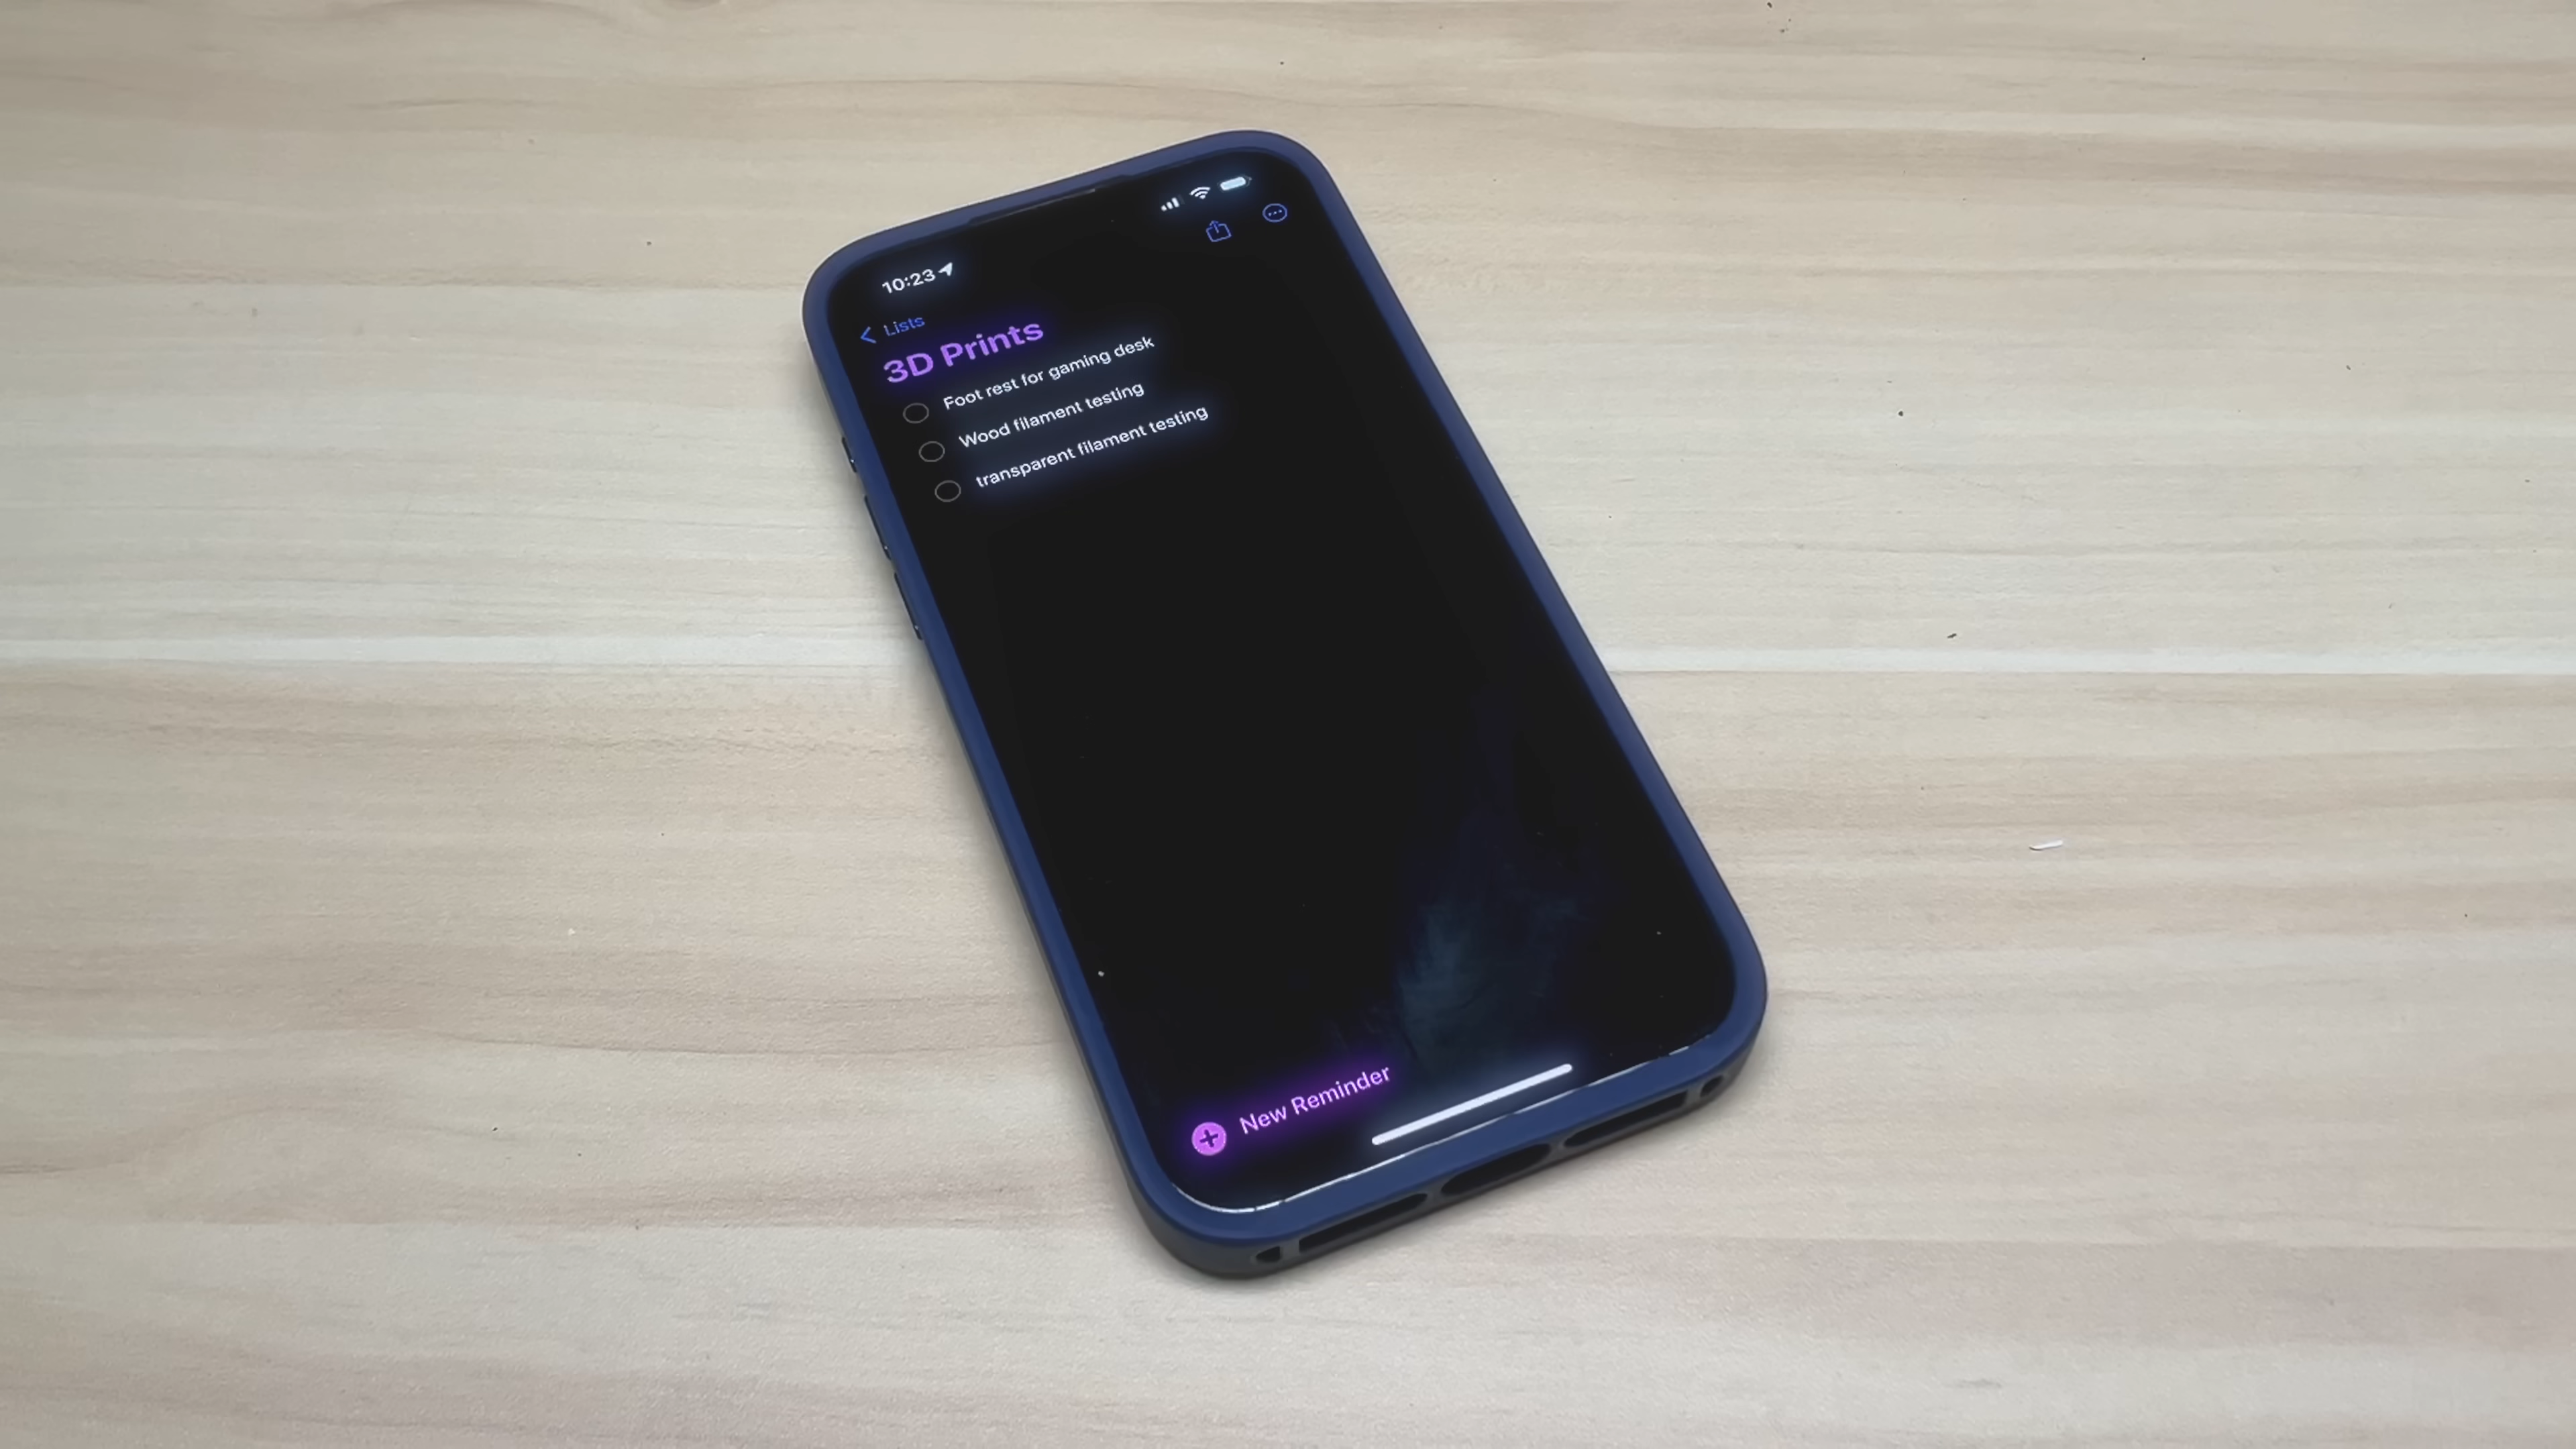 10:23
Lists
3D Prints
Foot rest for gaming desk
Wood filament testing
transparent filament testing
New Reminder